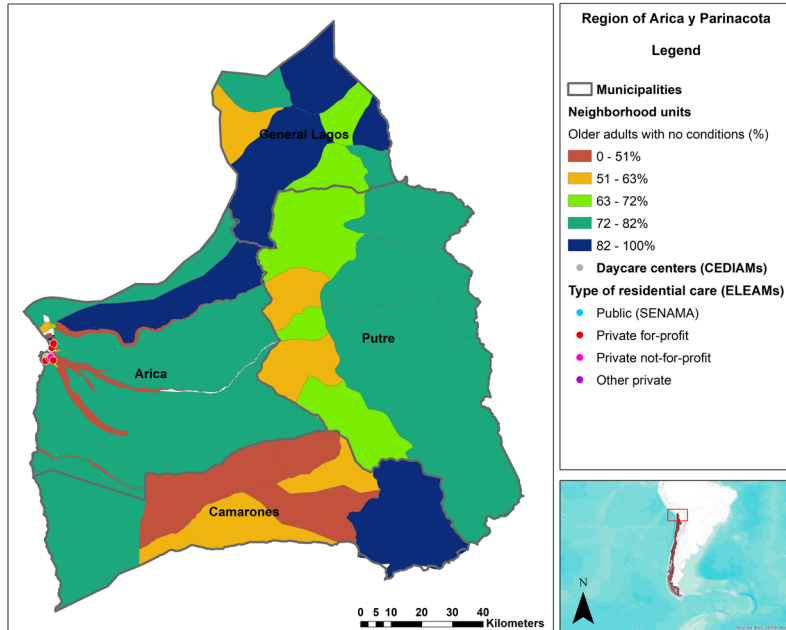 Region of Arica y Parinacota
Legend
Municipalities
Neighborhood units
Older adults with no conditions (%)
0 - 51%
51 - 63%
63 - 72%
72 - 82%
82 - 100%
Daycare centers (CEDIAMs)
Type of residential care (ELEAMs)
Public (SENAMA)
Private for-profit
Private not-for-profit
Other private
General Lagos
Putre
Arica
Camarones
0 5 10 20 30 40
Kilometers
N